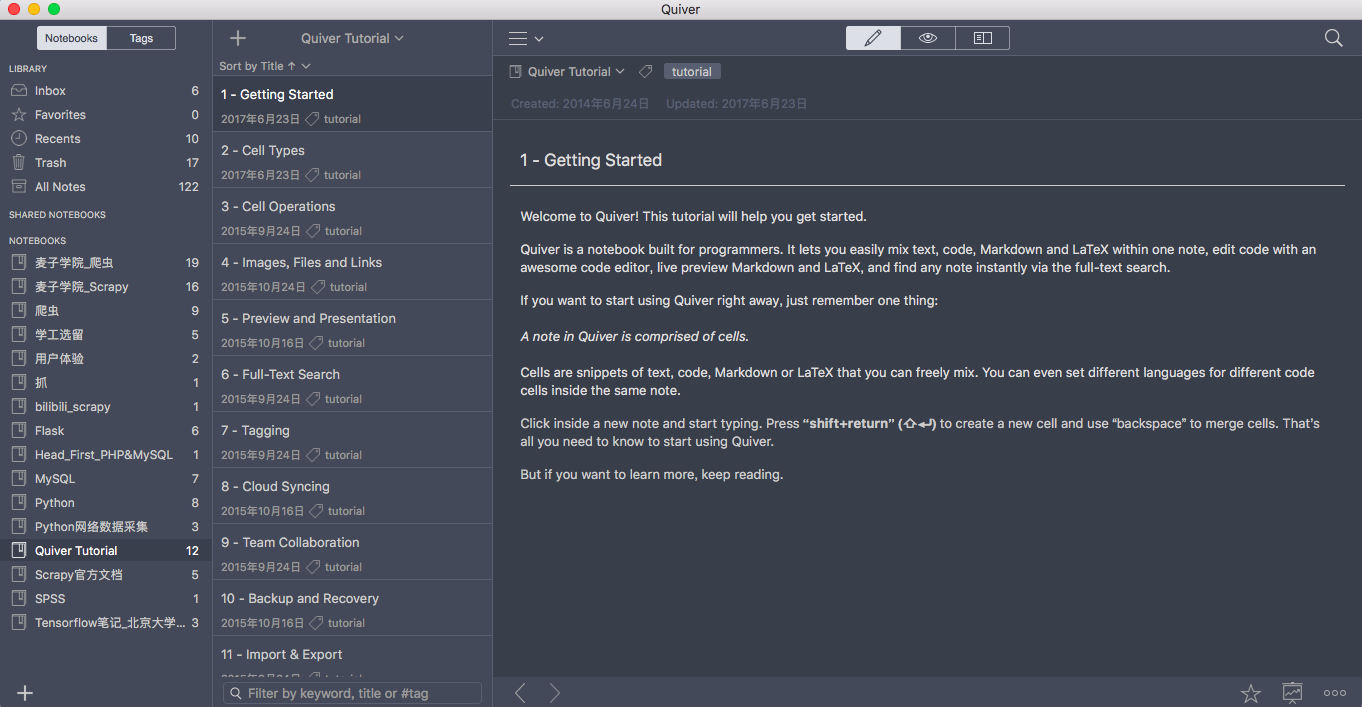 Quiver
Notebooks Tags
LIBRARY
Inbox 6
Favorites 0
Recents 10
Trash 17
All Notes 122
SHARED NOTEBOOKS
NOTEBOOKS
麦子学院_爬虫 19
麦子学院_Scrapy 16
爬虫 9
学工选留 5
用户体验 2
抓 1
bilibili_scrapy 1
Flask 6
Head_First_PHP&MySQL 1
MySQL 7
Python 8
Python网络数据采集 3
Quiver Tutorial 12
Scrapy官方文档 5
SPSS 1
Tensorflow笔记_北京大学... 3
Quiver Tutorial
Sort by Title ↑
1 - Getting Started
2017年6月23日 tutorial
2 - Cell Types
2017年6月23日 tutorial
3 - Cell Operations
2015年9月24日 tutorial
4 - Images, Files and Links
2015年10月24日 tutorial
5 - Preview and Presentation
2015年10月16日 tutorial
6 - Full-Text Search
2015年9月24日 tutorial
7 - Tagging
2015年9月24日 tutorial
8 - Cloud Syncing
2015年10月16日 tutorial
9 - Team Collaboration
2015年9月24日 tutorial
10 - Backup and Recovery
2015年10月16日 tutorial
11 - Import & Export
Filter by keyword, title or #tag
Quiver Tutorial tutorial
Created: 2014年6月24日 Updated: 2017年6月23日
1 - Getting Started
Welcome to Quiver! This tutorial will help you get started.
Quiver is a notebook built for programmers. It lets you easily mix text, code, Markdown and LaTeX within one note, edit code with an
awesome code editor, live preview Markdown and LaTeX, and find any note instantly via the full-text search.
If you want to start using Quiver right away, just remember one thing:
A note in Quiver is comprised of cells.
Cells are snippets of text, code, Markdown or LaTeX that you can freely mix. You can even set different languages for different code
cells inside the same note.
Click inside a new note and start typing. Press “shift+return” (⇧↩) to create a new cell and use “backspace” to merge cells. That’s
all you need to know to start using Quiver.
But if you want to learn more, keep reading.